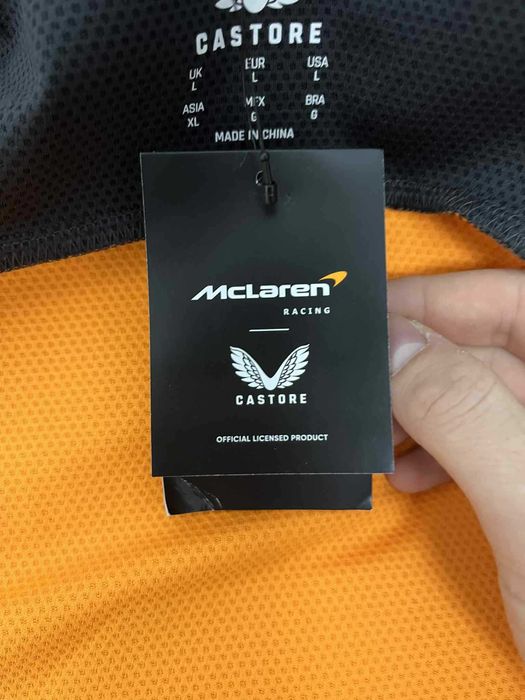 CASTORE
UK EUR USA
L L L
ASIA MEX BRA
XL G G
MADE IN CHINA
McLaren
RACING
CASTORE
OFFICIAL LICENSED PRODUCT